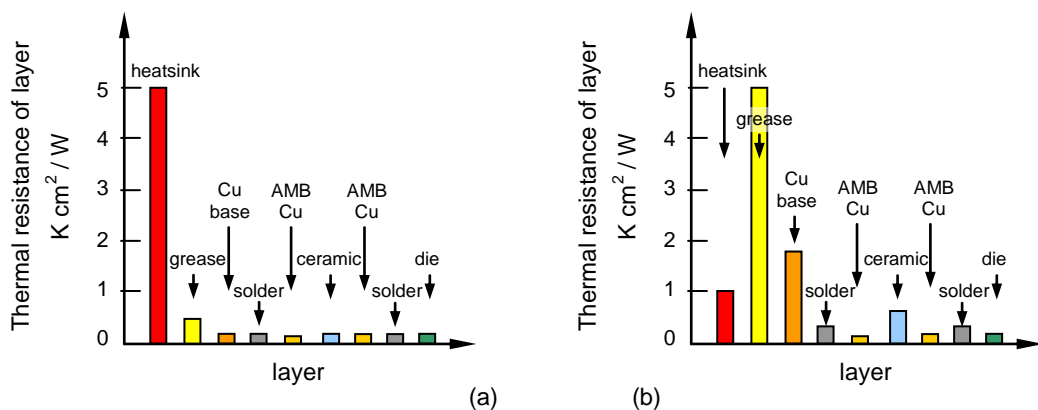 Thermal resistance of layer
K cm² / W
5
4
3
2
1
0
heatsink
grease
Cu
base
solder
AMB
Cu
ceramic
AMB
Cu
solder
die
layer
(a)
Thermal resistance of layer
K cm² / W
5
4
3
2
1
0
heatsink
grease
Cu
base
solder
AMB
Cu
ceramic
AMB
Cu
solder
die
layer
(b)